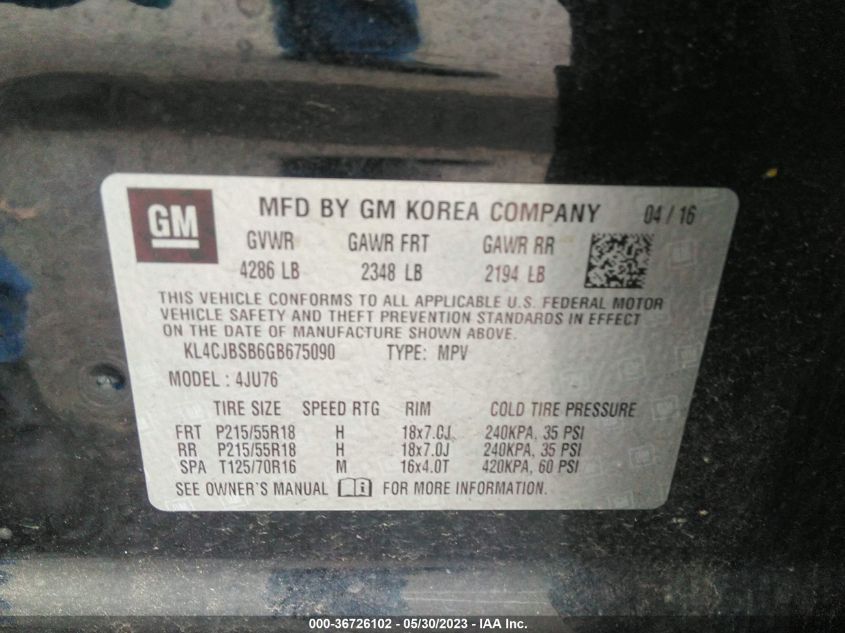 GM
MFD BY GM KOREA COMPANY 04 / 16
GVWR GAWR FRT GAWR RR
4286 LB 2348 LB 2194 LB
THIS VEHICLE CONFORMS TO ALL APPLICABLE U.S. FEDERAL MOTOR
VEHICLE SAFETY AND THEFT PREVENTION STANDARDS IN EFFECT
ON THE DATE OF MANUFACTURE SHOWN ABOVE.
KL4CJBSB6GB675090 TYPE: MPV
MODEL : 4JU76
TIRE SIZE SPEED RTG RIM COLD TIRE PRESSURE
FRT P215/55R18 H 18x7.0J 240KPA, 35 PSI
RR P215/55R18 H 18x7.0J 240KPA, 35 PSI
SPA T125/70R16 M 16x4.0T 420KPA, 60 PSI
SEE OWNER'S MANUAL FOR MORE INFORMATION.
000-36726102 - 05/30/2023 - IAA Inc.